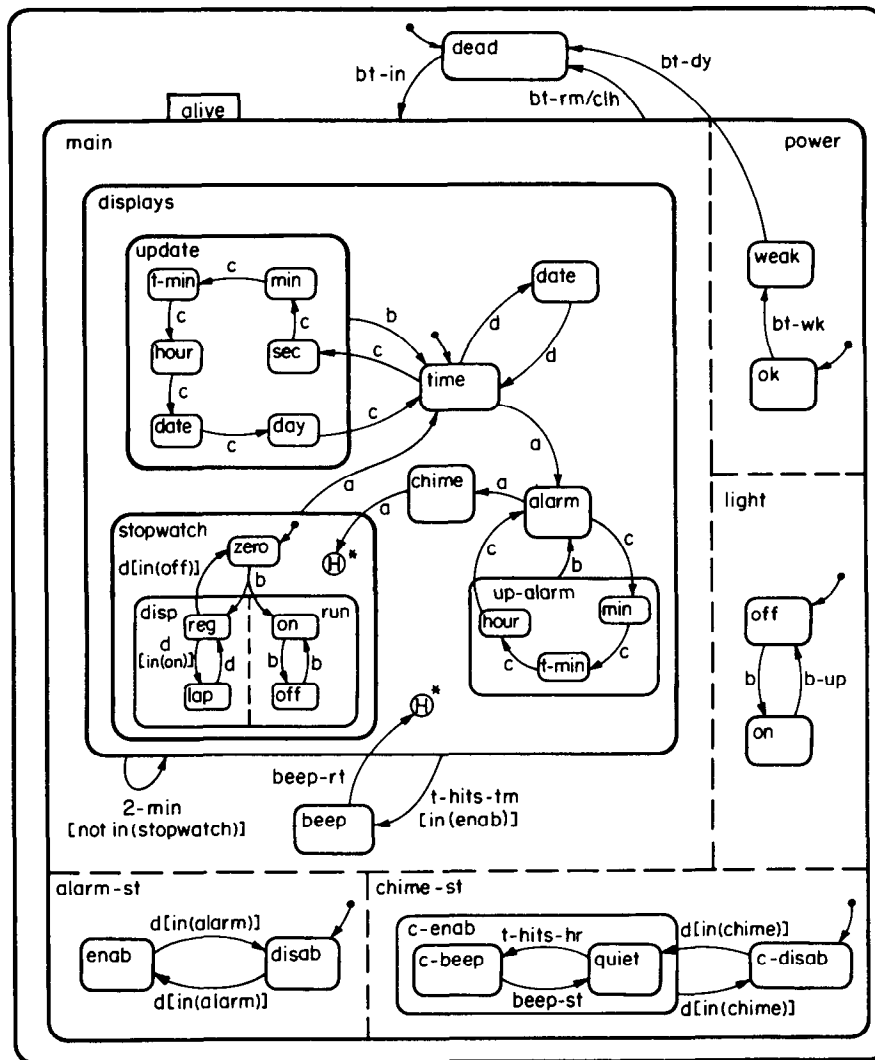 dead
bt-in
bt-dy
bt-rm/clh
alive
main
power
displays
update
t-min
c
min
c
c
hour
sec
c
date
c
day
c
c
b
time
d
date
d
weak
bt-wk
ok
a
a
chime
a
a
alarm
light
stopwatch
zero
H*
d[in(off)]
b
c
c
b
disp
run
reg
on
d
[in(on)]
d
b
b
lap
off
up-alarm
hour
min
c
t-min
c
off
b
b-up
on
H*
beep-rt
2-min
[not in(stopwatch)]
beep
t-hits-tm
[in(enab)]
alarm-st
chime-st
d[in(alarm)]
enab
disab
d[in(alarm)]
c-enab
t-hits-hr
d[in(chime)]
c-beep
quiet
c-disab
beep-st
d[in(chime)]